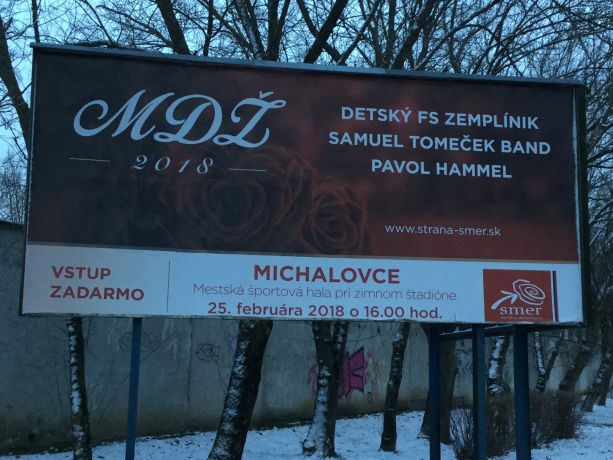 MDŽ
2018
DETSKÝ FS ZEMPLÍNIK
SAMUEL TOMEČEK BAND
PAVOL HAMMEL
www.strana-smer.sk
VSTUP
ZADARMO
MICHALOVCE
Mestská športová hala pri zimnom štadióne
25. februára 2018 o 16.00 hod.
smer